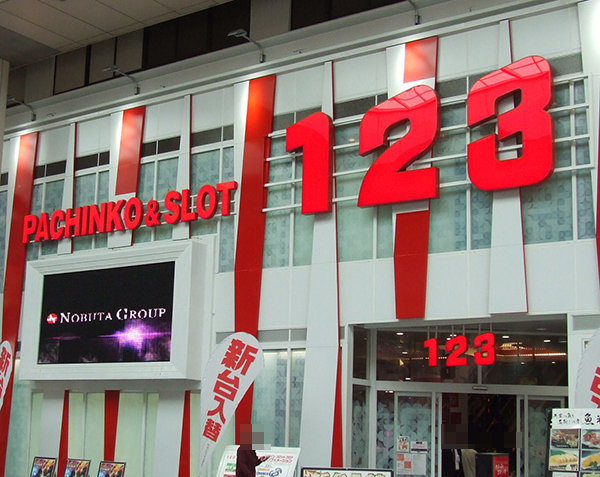 123
PACHINKO & SLOT
NOBUTA GROUP
123
新台入替